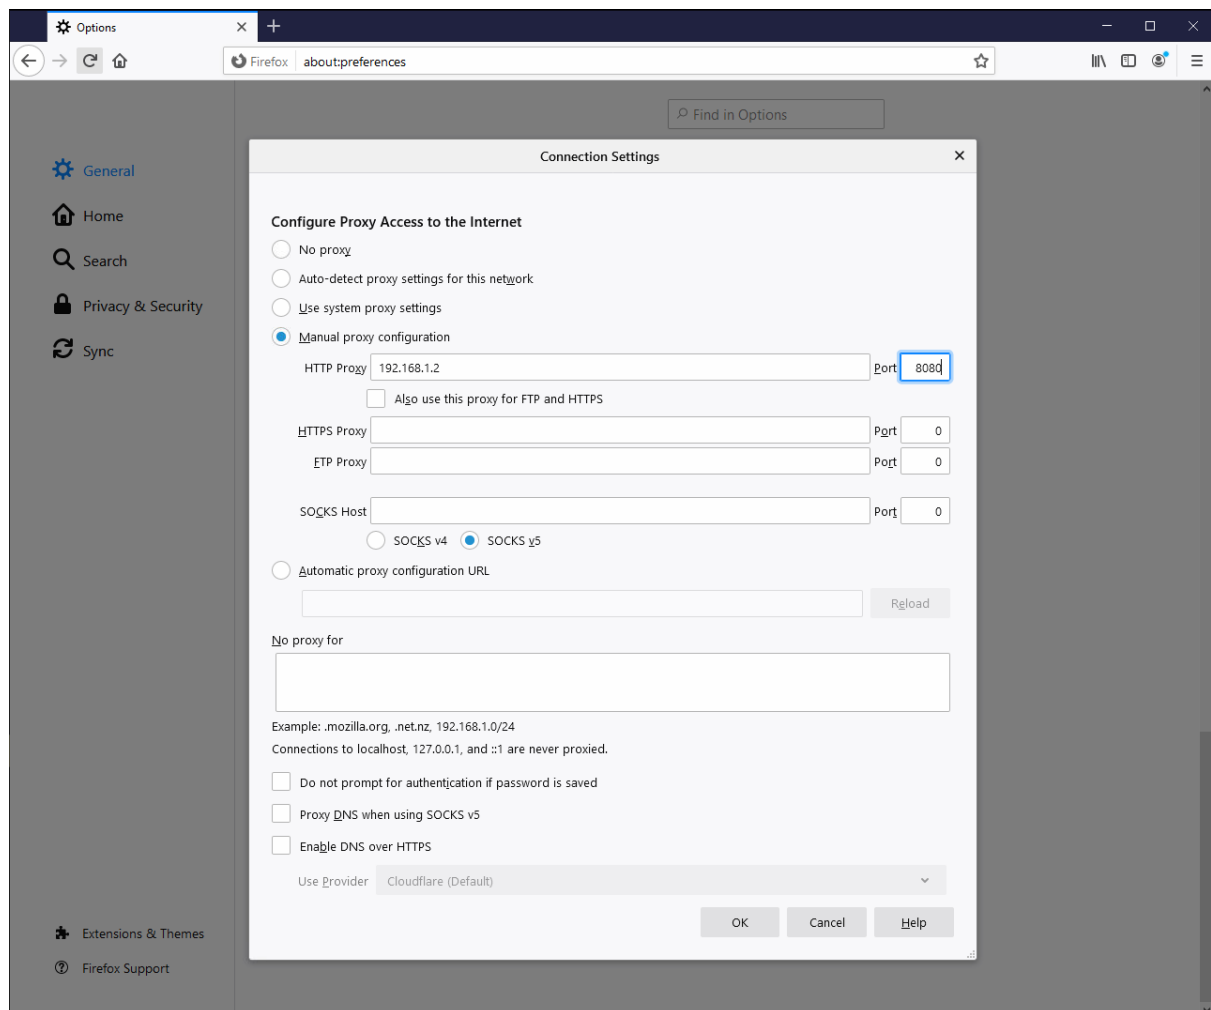 Options
Firefox about:preferences
Find in Options
General
Home
Search
Privacy & Security
Sync
Extensions & Themes
Firefox Support
Connection Settings
Configure Proxy Access to the Internet
No proxy
Auto-detect proxy settings for this network
Use system proxy settings
Manual proxy configuration
HTTP Proxy 192.168.1.2 Port 8080
Also use this proxy for FTP and HTTPS
HTTPS Proxy Port 0
FTP Proxy Port 0
SOCKS Host Port 0
SOCKS v4 SOCKS v5
Automatic proxy configuration URL
Reload
No proxy for
Example: .mozilla.org, .net.nz, 192.168.1.0/24
Connections to localhost, 127.0.0.1, and ::1 are never proxied.
Do not prompt for authentication if password is saved
Proxy DNS when using SOCKS v5
Enable DNS over HTTPS
Use Provider Cloudflare (Default)
OK Cancel Help